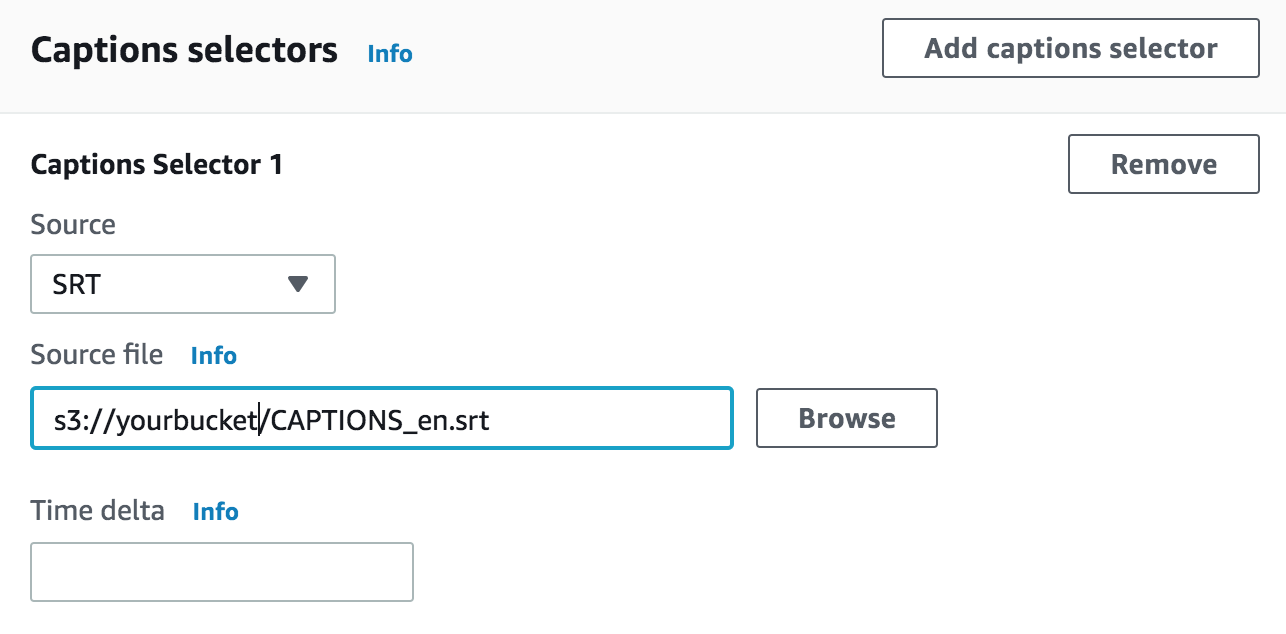 Captions selectors Info Add captions selector
Captions Selector 1 Remove
Source
SRT
Source file Info
s3://yourbucket/CAPTIONS_en.srt Browse
Time delta Info